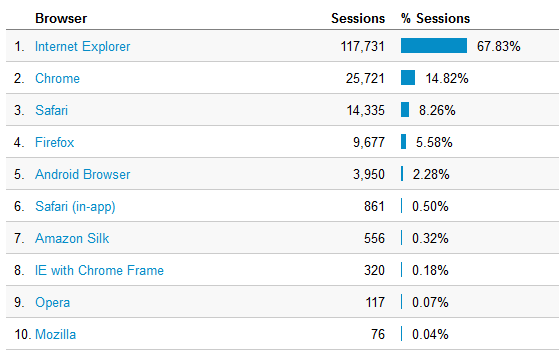 Browser Sessions % Sessions
1. Internet Explorer 117,731 67.83%
2. Chrome 25,721 14.82%
3. Safari 14,335 8.26%
4. Firefox 9,677 5.58%
5. Android Browser 3,950 2.28%
6. Safari (in-app) 861 0.50%
7. Amazon Silk 556 0.32%
8. IE with Chrome Frame 320 0.18%
9. Opera 117 0.07%
10. Mozilla 76 0.04%